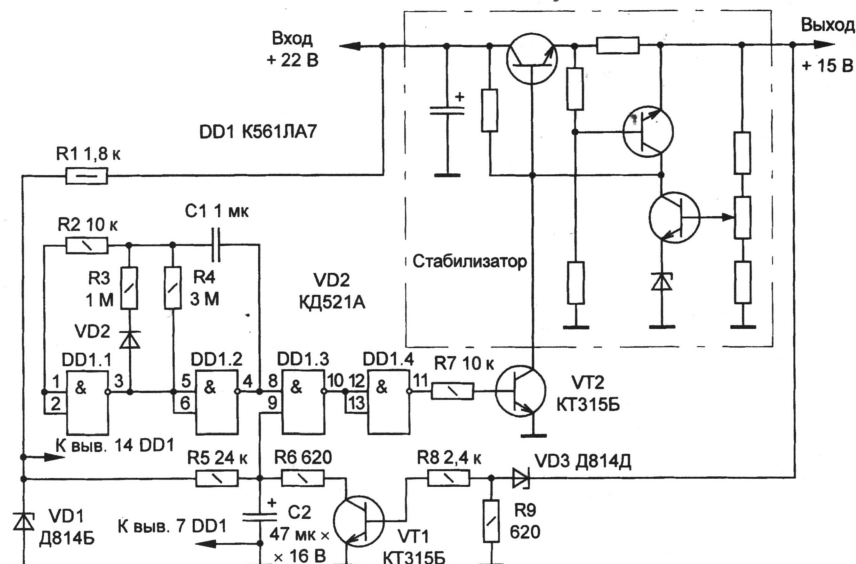 Вход
+ 22 В
Выход
+ 15 В
DD1 К561ЛА7
R1 1,8 к
R2 10 к
C1 1 мк
R3
1 М
R4
3 М
VD2
КД521А
Стабилизатор
VD2
DD1.1
DD1.2
DD1.3
DD1.4
R7 10 к
1
2
&
3
5
6
&
4
8
9
&
10
12
13
&
11
VT2
КТ315Б
К выв. 14 DD1
R5 24 к
R6 620
R8 2,4 к
VD3 Д814Д
VD1
Д814Б
К выв. 7 DD1
+
C2
47 мк ×
× 16 В
VT1
КТ315Б
R9
620
+